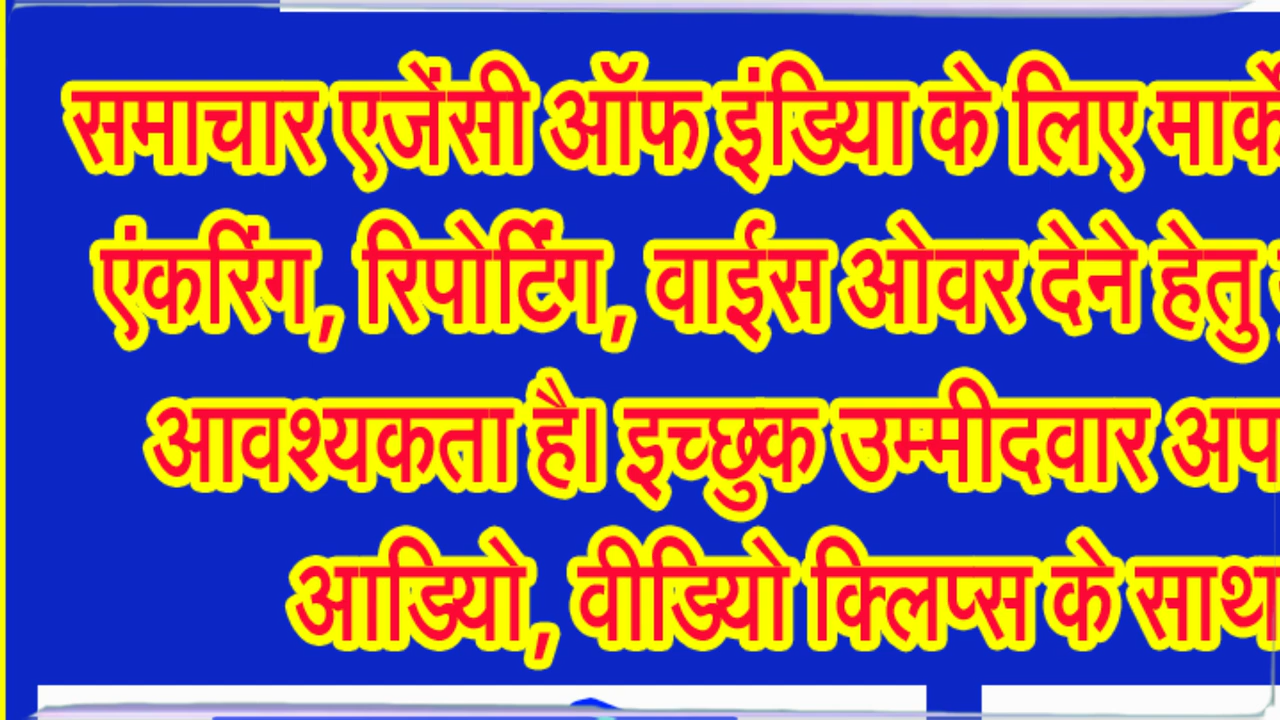 समाचार एजेंसी ऑफ इंडिया के लिए
एंकरिंग, रिपोर्टिंग, वाईस ओवर देने हेतु
आवश्यकता है। इच्छुक उम्मीदवार
आडियो, वीडियो क्लिप्स के साथ